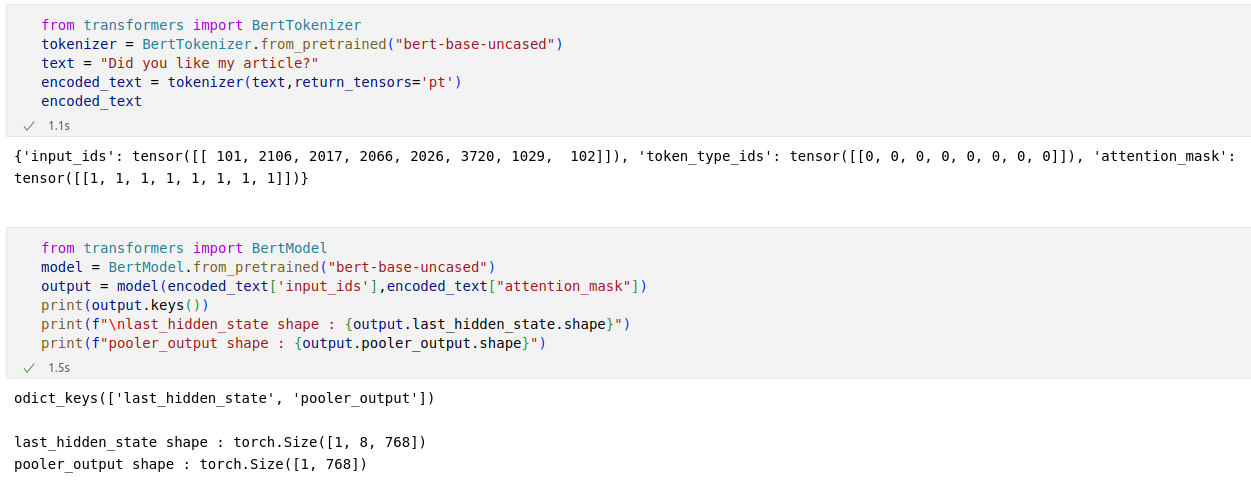 from transformers import BertTokenizer
tokenizer = BertTokenizer.from_pretrained("bert-base-uncased")
text = "Did you like my article?"
encoded_text = tokenizer(text,return_tensors='pt')
encoded_text
1.1s
{'input_ids': tensor([[ 101, 2106, 2017, 2066, 2026, 3720, 1029,  102]]), 'token_type_ids': tensor([[0, 0, 0, 0, 0, 0, 0, 0]]), 'attention_mask':
tensor([[1, 1, 1, 1, 1, 1, 1, 1]])}
from transformers import BertModel
model = BertModel.from_pretrained("bert-base-uncased")
output = model(encoded_text['input_ids'],encoded_text["attention_mask"])
print(output.keys())
print(f"\nlast_hidden_state shape : {output.last_hidden_state.shape}")
print(f"pooler_output shape : {output.pooler_output.shape}")
1.5s
odict_keys(['last_hidden_state', 'pooler_output'])
last_hidden_state shape : torch.Size([1, 8, 768])
pooler_output shape : torch.Size([1, 768])